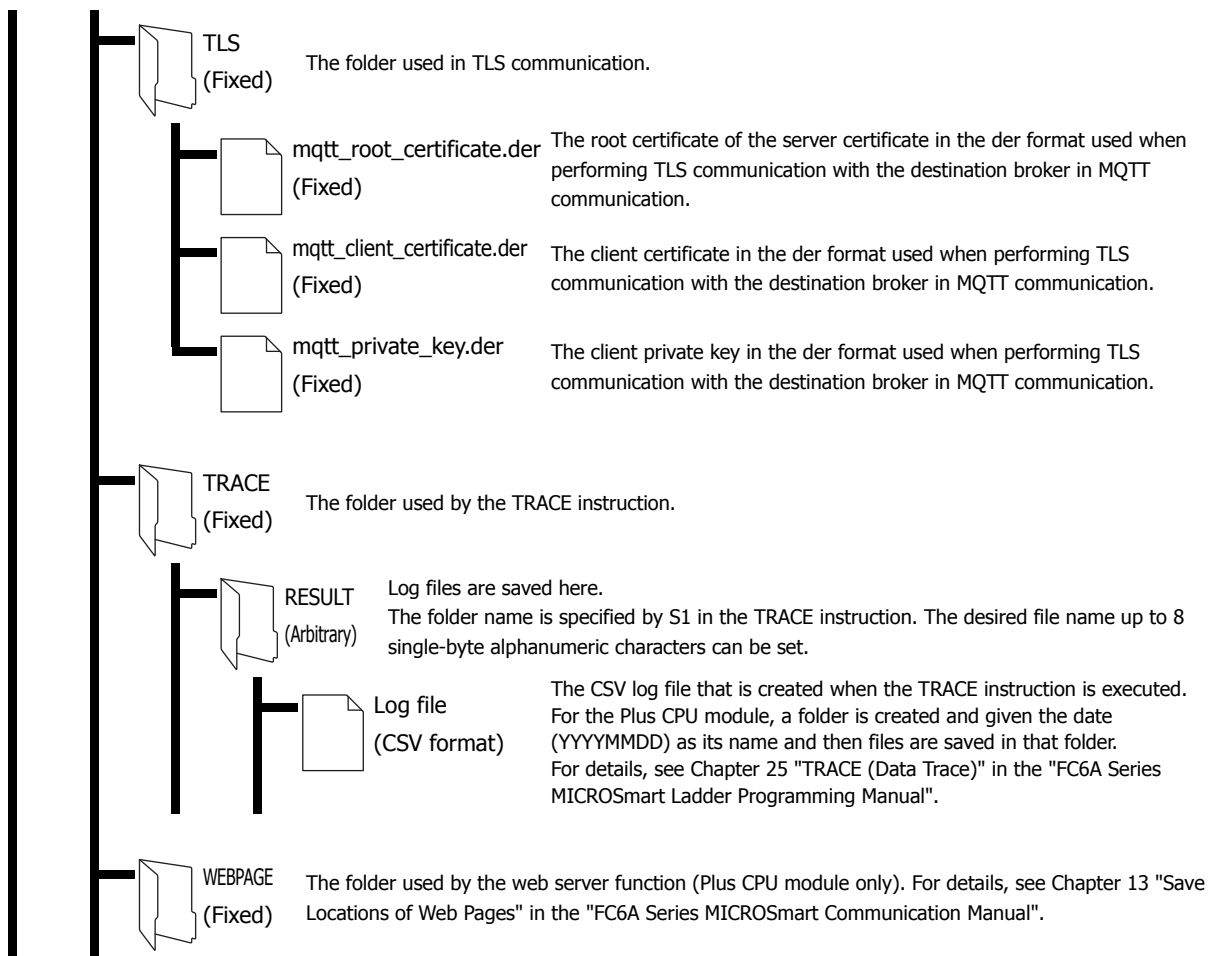 TLS
(Fixed)
The folder used in TLS communication.
mqtt_root_certificate.der
(Fixed)
The root certificate of the server certificate in the der format used when
performing TLS communication with the destination broker in MQTT
communication.
mqtt_client_certificate.der
(Fixed)
The client certificate in the der format used when performing TLS
communication with the destination broker in MQTT communication.
mqtt_private_key.der
(Fixed)
The client private key in the der format used when performing TLS
communication with the destination broker in MQTT communication.
TRACE
(Fixed)
The folder used by the TRACE instruction.
RESULT
(Arbitrary)
Log files are saved here.
The folder name is specified by S1 in the TRACE instruction. The desired file name up to 8
single-byte alphanumeric characters can be set.
Log file
(CSV format)
The CSV log file that is created when the TRACE instruction is executed.
For the Plus CPU module, a folder is created and given the date
(YYYYMMDD) as its name and then files are saved in that folder.
For details, see Chapter 25 "TRACE (Data Trace)" in the "FC6A Series
MICROSmart Ladder Programming Manual".
WEBPAGE
(Fixed)
The folder used by the web server function (Plus CPU module only). For details, see Chapter 13 "Save
Locations of Web Pages" in the "FC6A Series MICROSmart Communication Manual".